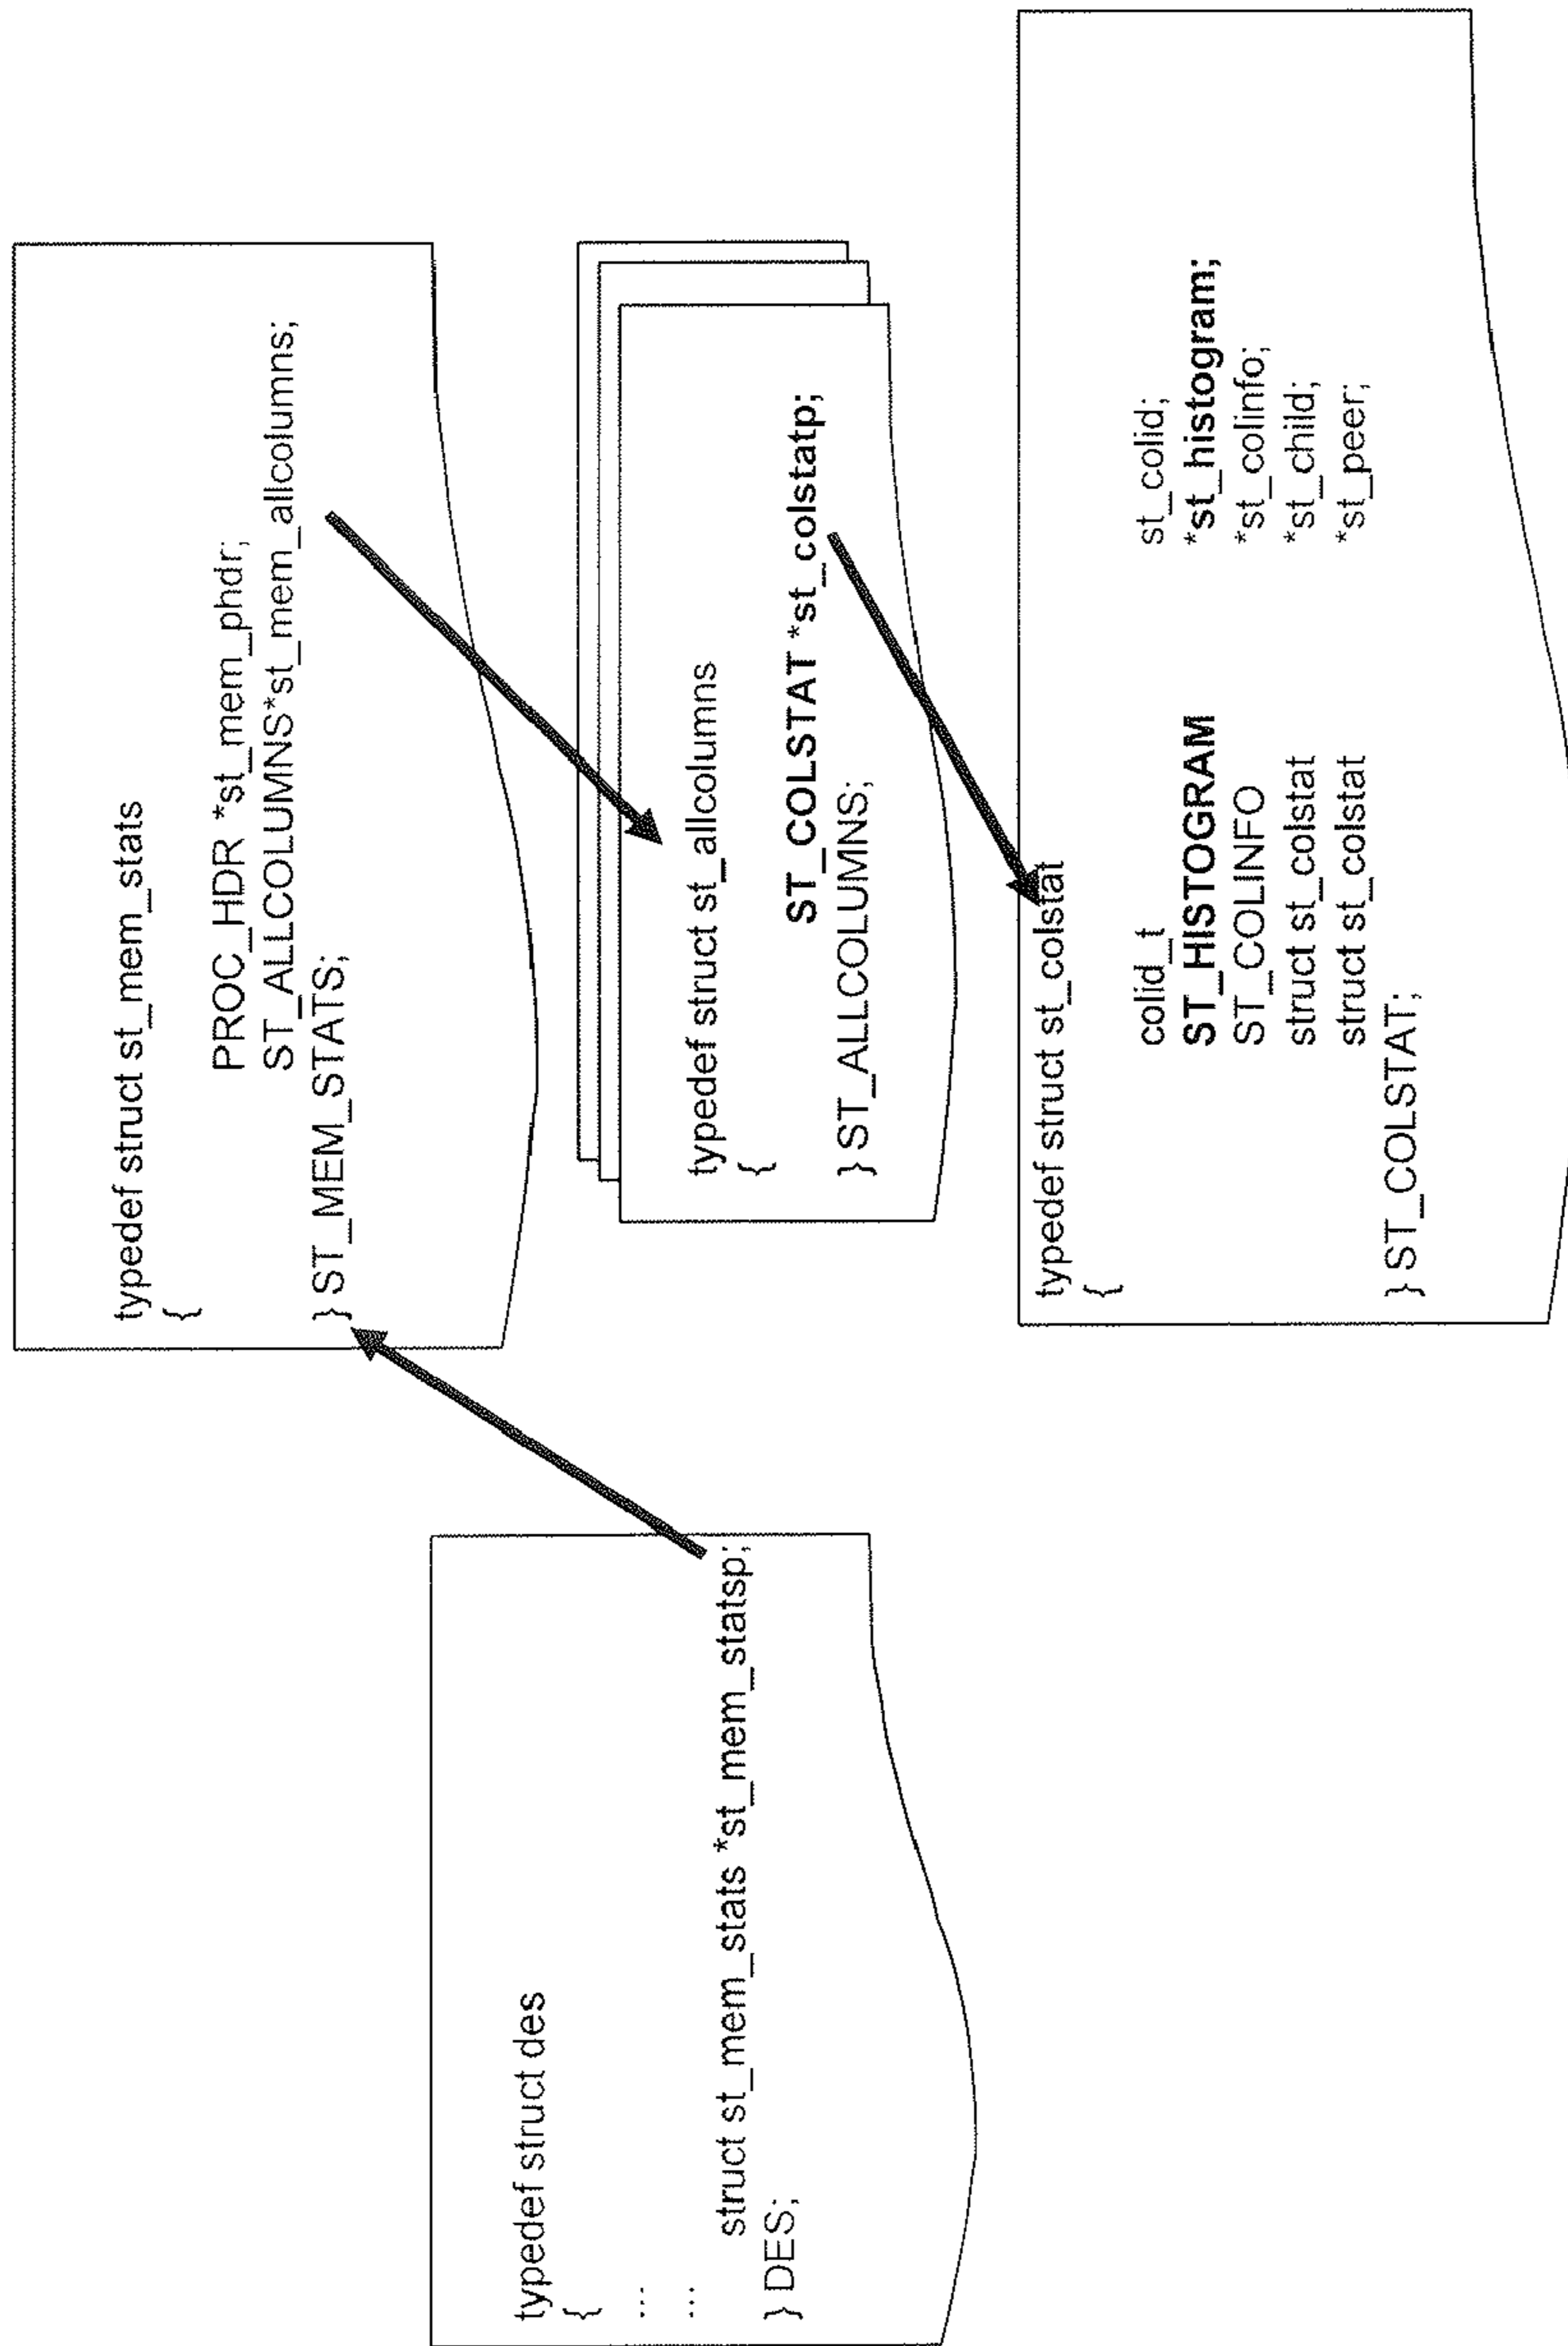 typedef struct des
{
...
...
struct st_mem_stats *st_mem_statsp;
} DES;
typedef struct st_mem_stats
{
PROC_HDR *st_mem_phdr;
ST_ALLCOLUMNS*st_mem_allcolumns;
} ST_MEM_STATS;
typedef struct st_allcolumns
{
ST_COLSTAT *st_colstatp;
} ST_ALLCOLUMNS;
typedef struct st_colstat
{
colid_t st_colid;
ST_HISTOGRAM *st_histogram;
ST_COLINFO *st_colinfo;
struct st_colstat *st_child;
struct st_colstat *st_peer;
} ST_COLSTAT;